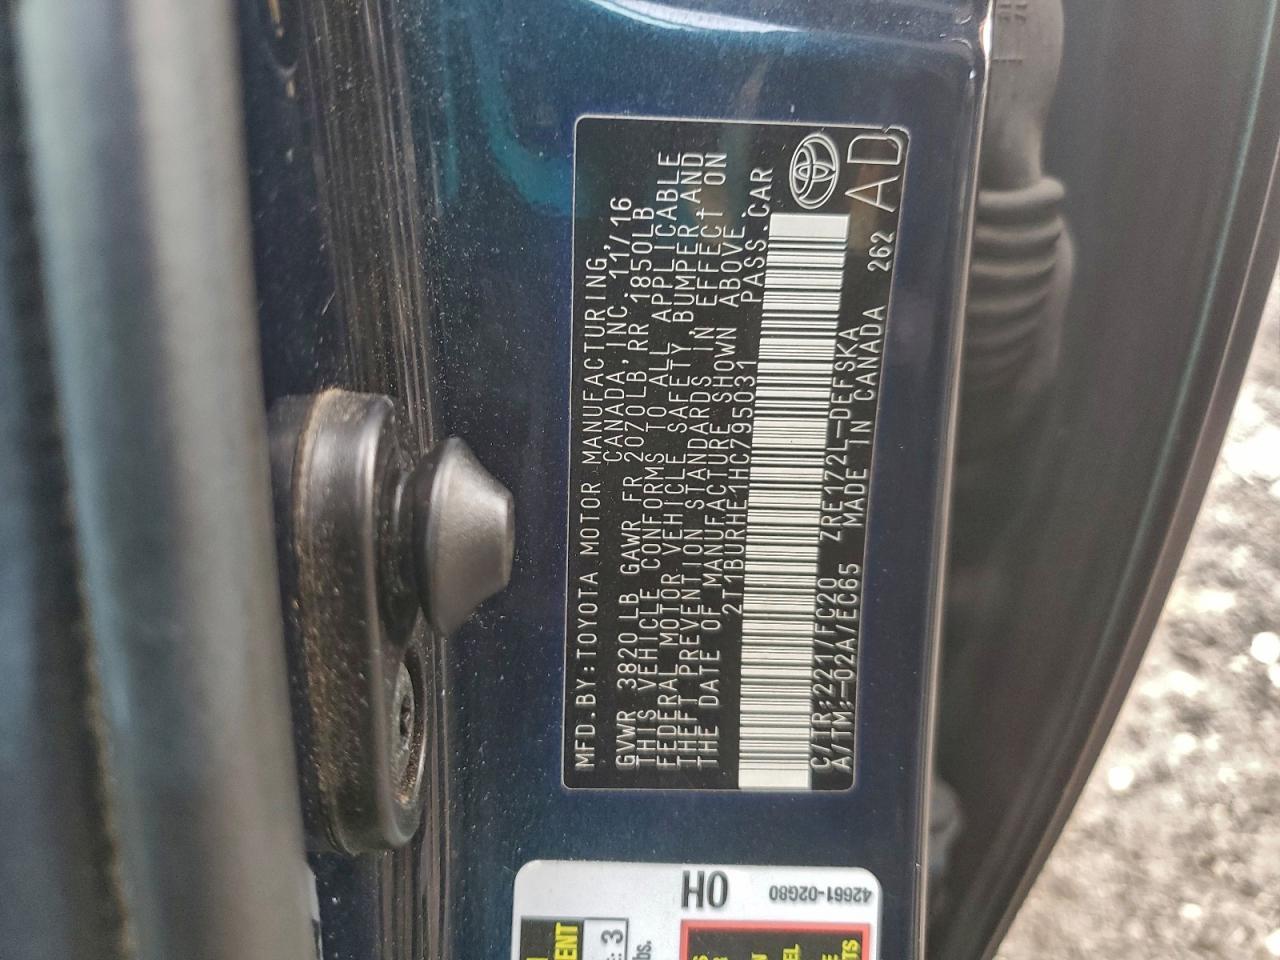 MFD.BY:TOYOTA MOTOR MANUFACTURING,
CANADA,INC. 11/16
GVWR 3820 LB GAWR FR 2070LB,RR 1850LB
THIS VEHICLE CONFORMS TO ALL APPLICABLE
FEDERAL MOTOR VEHICLE SAFETY,BUMPER,AND
THEFT PREVENTION STANDARDS IN EFFECT ON
THE DATE OF MANUFACTURE SHOWN ABOVE.
2T1BURHE1HC795031 PASS.CAR
C/TR:221/FC20 ZRE172L-DEFSKA
A/TM:-02A/EC65 MADE IN CANADA 262 AD
42661-02G80
0H
3